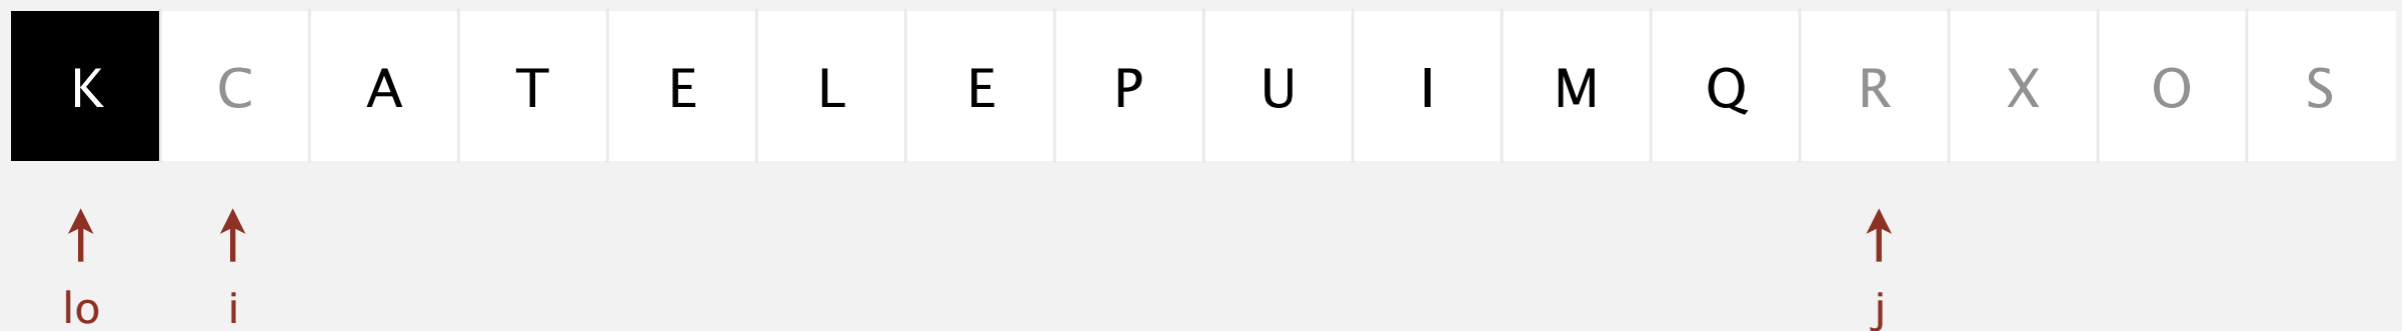 K C A T E L E P U I M Q R X O S
lo i j